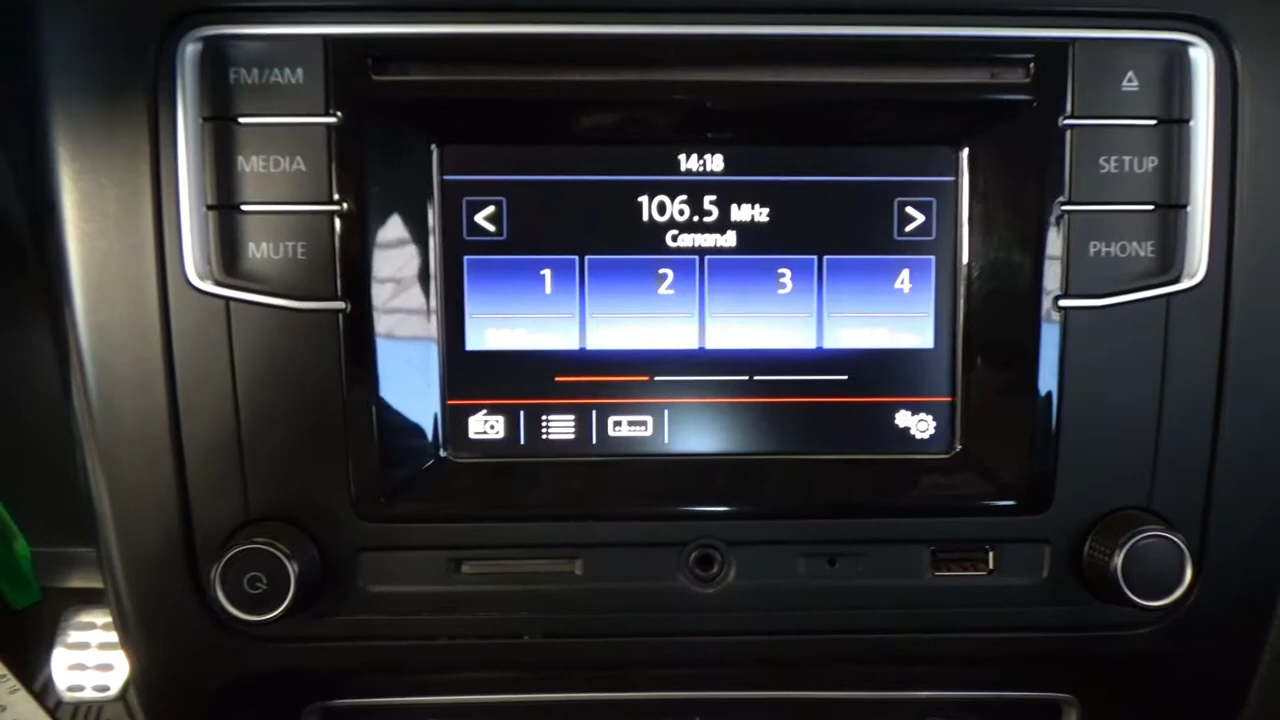 FM/AM
MEDIA
MUTE
SETUP
PHONE
14:18
<
106.5 MHz
>
Carrandi
1
2
3
4